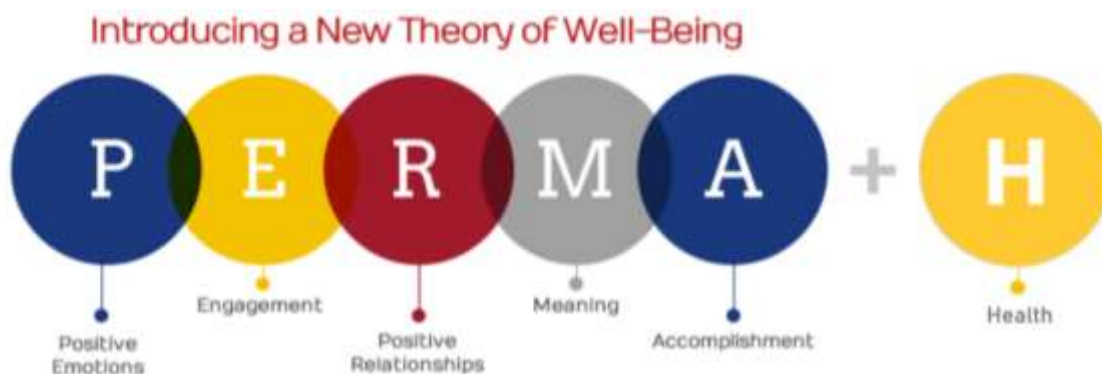 Introducing a New Theory of Well-Being
P E R M A + H
Positive
Emotions
Engagement
Positive
Relationships
Meaning
Accomplishment
Health